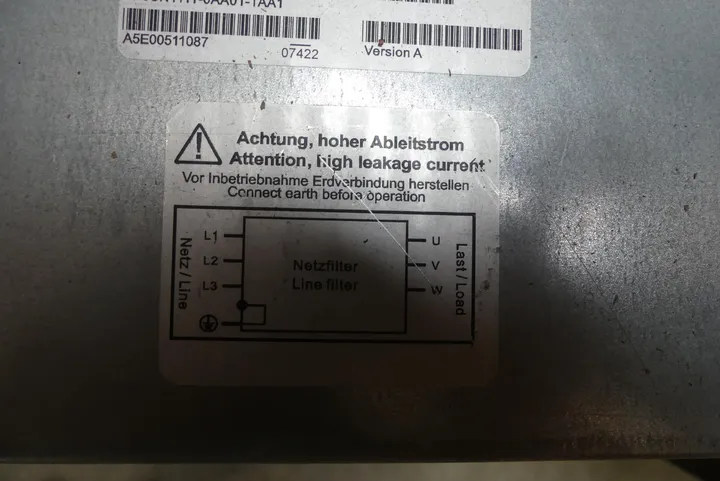 A5E00511087
07422
Version A
Achtung, hoher Ableitstrom
Attention, high leakage current
Vor Inbetriebnahme Erdverbindung herstellen
Connect earth before operation
Netz / Line
L1
L2
L3
Netzfilter
Line filter
U
V
W
Last / Load